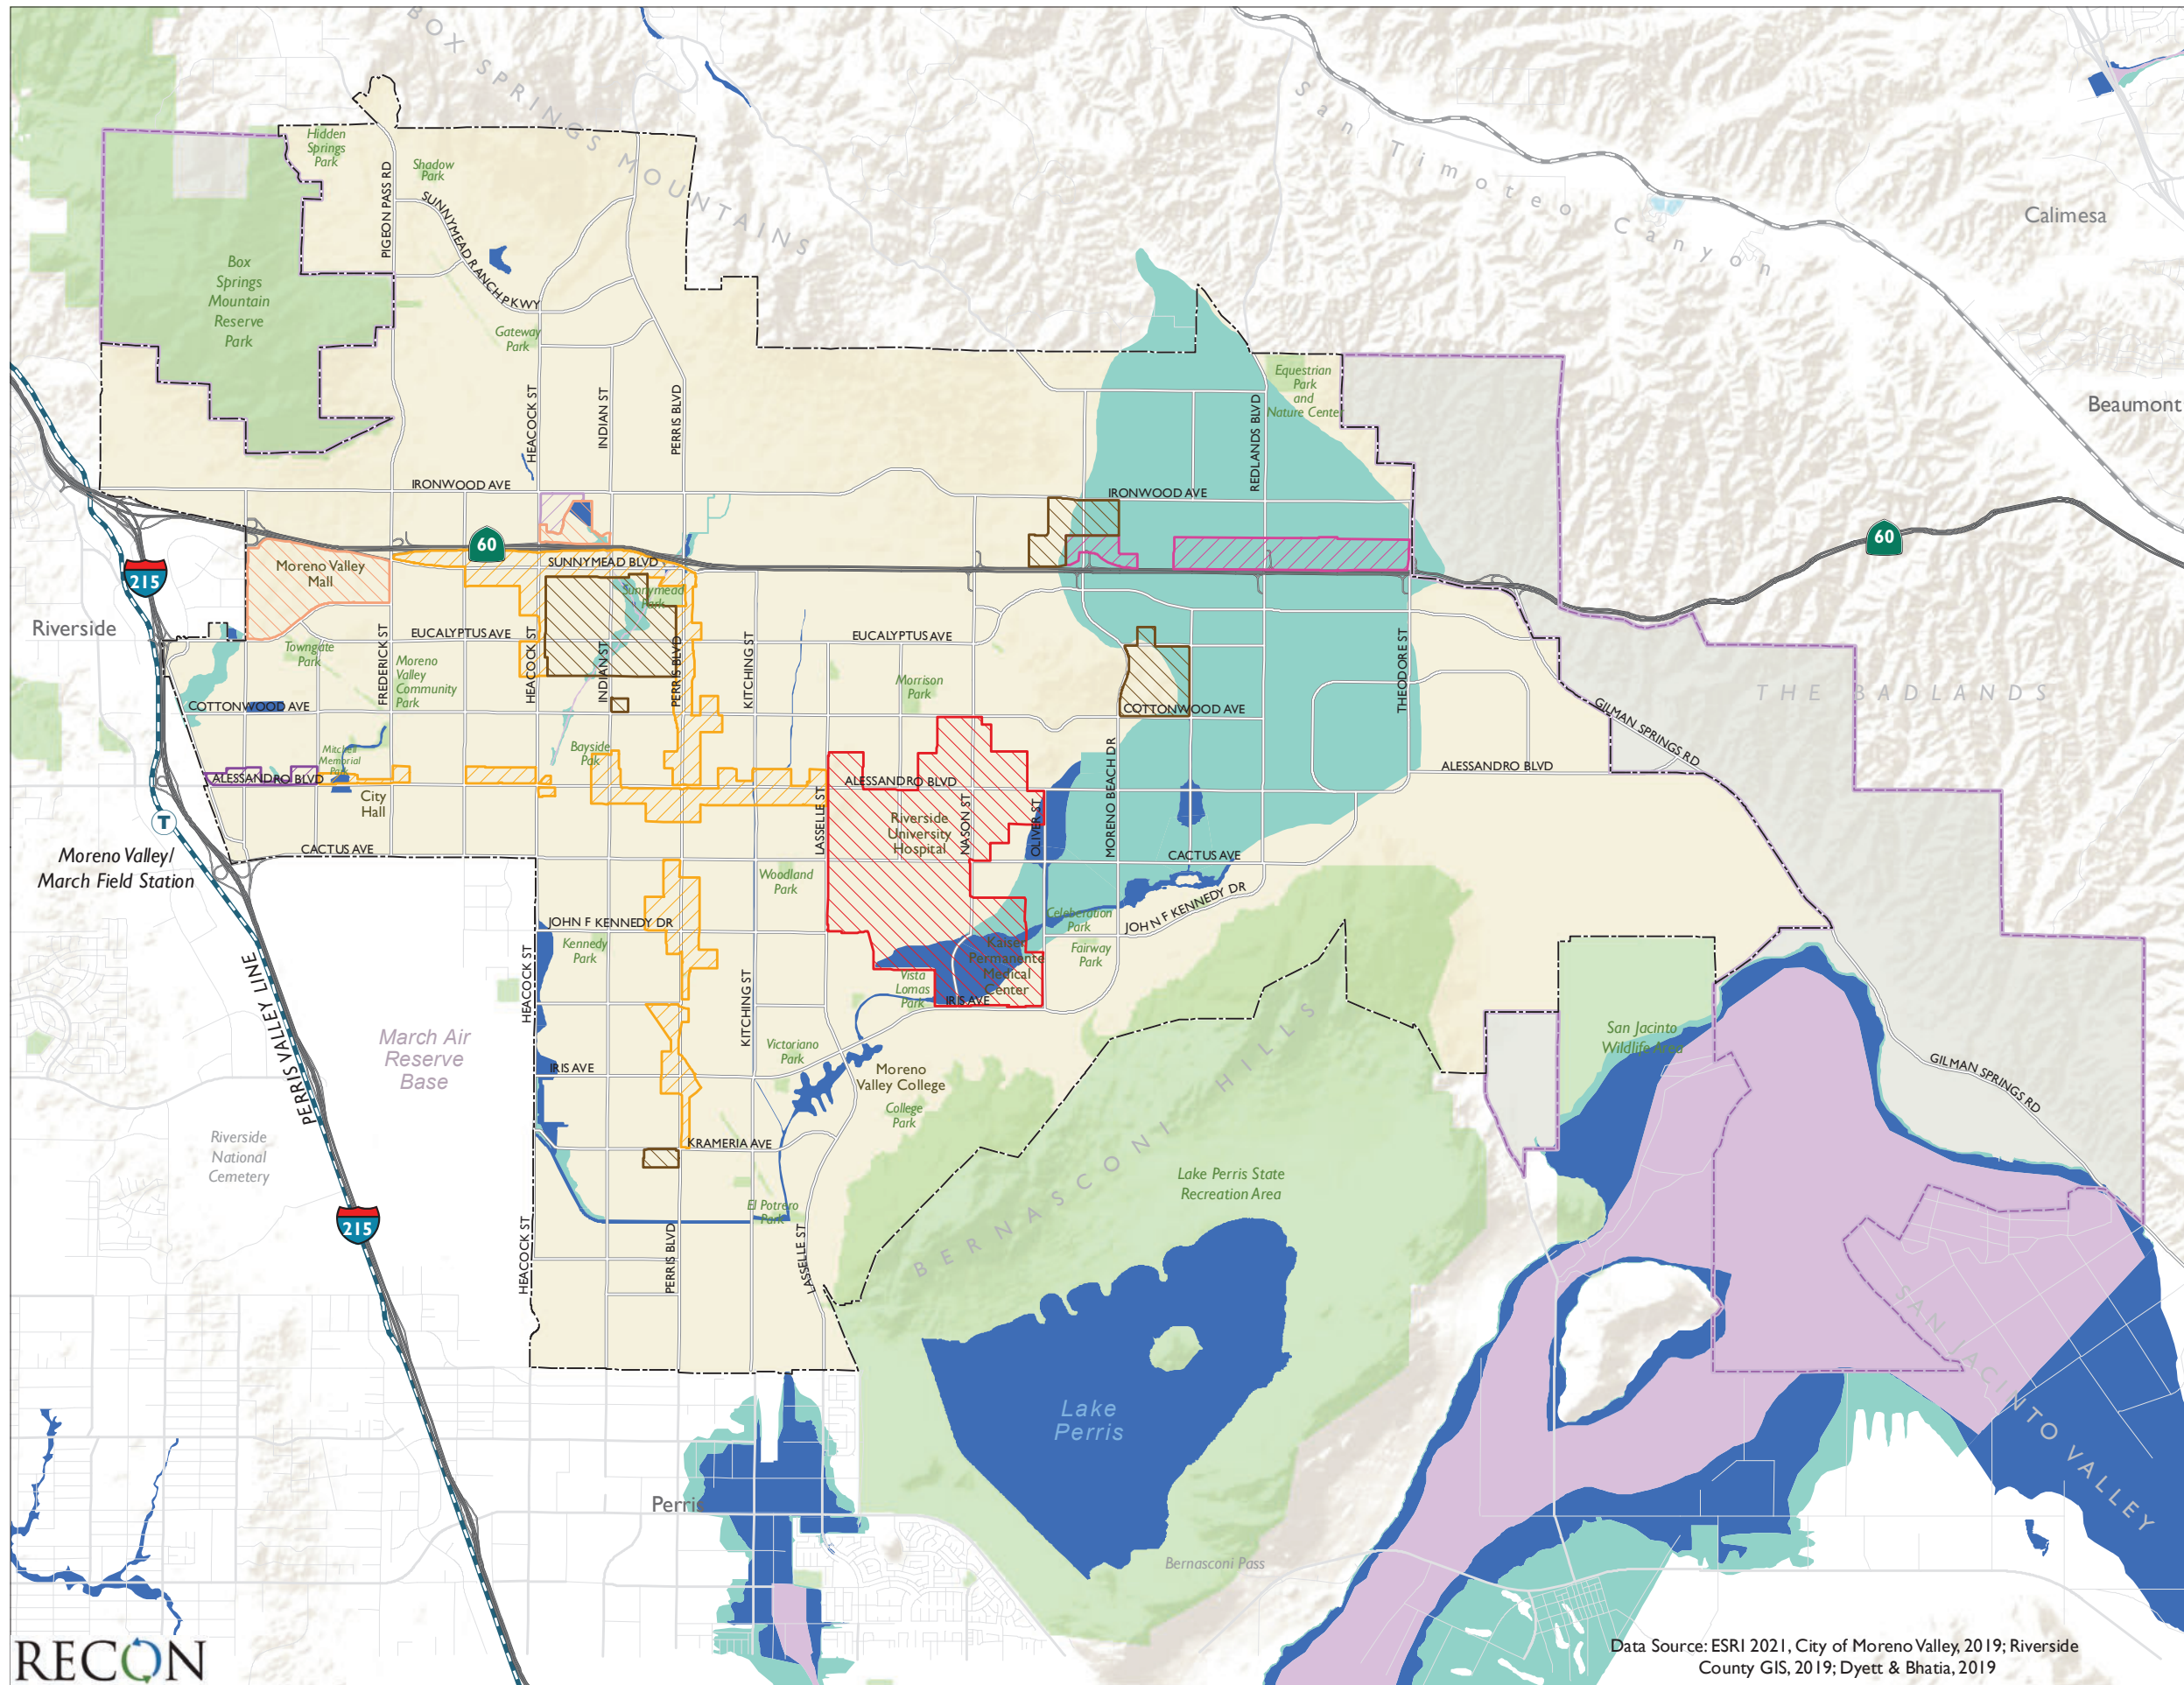 BOX SPRINGS MOUNTAINS
San Timoteo Canyon
Calimesa
Beaumont
Hidden
Springs
Park
Shadow
Park
PIGEON PASS RD
SUNNYMEAD RANCH PKWY
Box
Springs
Mountain
Reserve
Park
Gateway
Park
HEACOCK ST
INDIAN ST
PERRIS BLVD
REDLANDS BLVD
Equestrian
Park
and
Nature Center
IRONWOOD AVE
IRONWOOD AVE
60
60
215
Moreno Valley
Mall
SUNNYMEAD BLVD
Sunnymead
Park
Riverside
EUCALYPTUS AVE
EUCALYPTUS AVE
Towngate
Park
FREDERICK ST
Moreno
Valley
Community
Park
HEACOCK ST
INDIAN ST
PERRIS BLVD
KITCHING ST
Morrison
Park
THEODORE ST
THE BADLANDS
GILMAN SPRINGS RD
COTTONWOOD AVE
COTTONWOOD AVE
Mitchell
Memorial
Park
Bayside
Pak
ALESSANDRO BLVD
ALESSANDRO BLVD
ALESSANDRO BLVD
City
Hall
LASSELLE ST
Riverside
University
Hospital
NASON ST
OLIVER ST
MORENO BEACH DR
T
Moreno Valley/
March Field Station
CACTUS AVE
CACTUS AVE
Woodland
Park
JOHN F KENNEDY DR
JOHN F KENNEDY DR
Kennedy
Park
Celeberation
Park
Fairway
Park
Kaiser
Permanente
Medical
Center
Vista
Lomas
Park
IRIS AVE
HEACOCK ST
KITCHING ST
PERRIS VALLEY LINE
March Air
Reserve
Base
Victoriano
Park
IRIS AVE
Moreno
Valley College
College
Park
San Jacinto
Wildlife Area
GILMAN SPRINGS RD
BERNASCONI HILLS
Riverside
National
Cemetery
KRAMERIA AVE
Lake Perris State
Recreation Area
El Potrero
Park
215
HEACOCK ST
PERRIS BLVD
LASSELLE ST
SAN JACINTO VALLEY
Lake
Perris
Perris
Bernasconi Pass
RECON
Data Source: ESRI 2021, City of Moreno Valley, 2019; Riverside
County GIS, 2019; Dyett & Bhatia, 2019